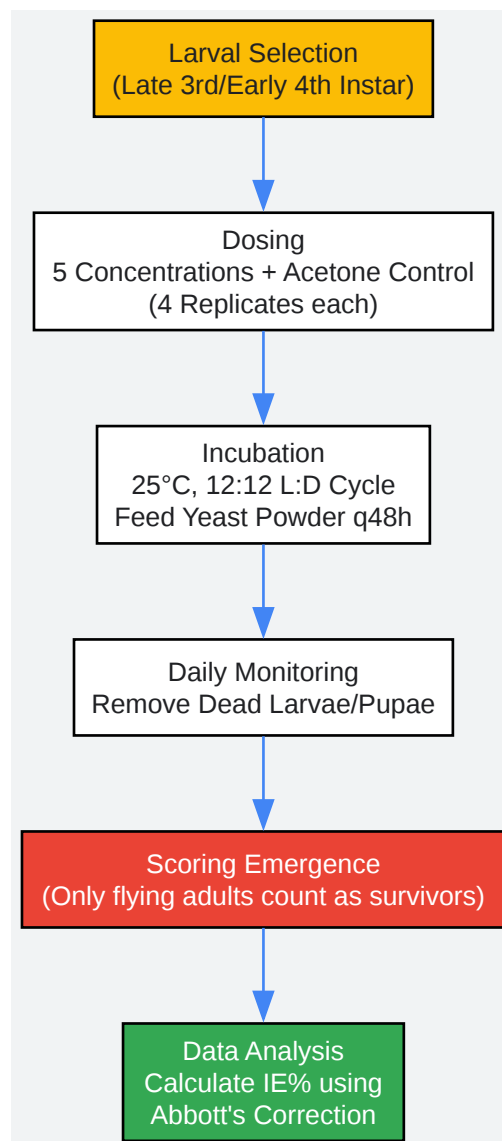 Larval Selection
(Late 3rd/Early 4th Instar)
Dosing
5 Concentrations + Acetone Control
(4 Replicates each)
Incubation
25°C, 12:12 L:D Cycle
Feed Yeast Powder q48h
Daily Monitoring
Remove Dead Larvae/Pupae
Scoring Emergence
(Only flying adults count as survivors)
Data Analysis
Calculate IE% using
Abbott's Correction